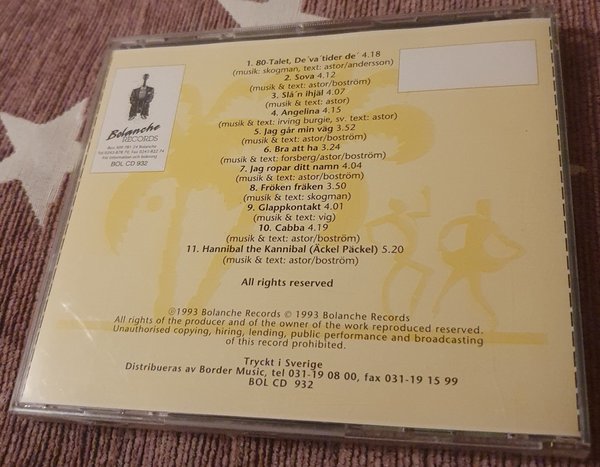 1. 80-Talet, De´va´tider de´ 4.18
(musik: skogman, text: astor/andersson)
2. Sova 4.12
(musik & text: astor/boström)
3. Slå´n ihjäl 4.07
(musik & text: astor)
4. Angelina 4.15
(musik & text: irving burgie, sv. text: astor)
5. Jag går min väg 3.52
(musik & text: astor/boström)
6. Bra att ha 3.24
(musik & text: forsberg/astor/boström)
7. Jag ropar ditt namn 4.04
(musik & text: astor/boström)
8. Fröken fräken 3.50
(musik & text: skogman)
9. Glappkontakt 4.01
(musik & text: vig)
10. Cabba 4.19
(musik & text: astor/boström)
11. Hannibal the Kannibal (Äckel Päckel) 5.20
(musik & text: astor/boström)
All rights reserved
Bolanche
RECORDS
För information och bokning
BOL CD 932
℗1993 Bolanche Records © 1993 Bolanche Records
All rights of the producer and of the owner of the work reproduced reserved.
Unauthorised copying, hiring, lending, public performance and broadcasting
of this record prohibited.
Tryckt i Sverige
Distribueras av Border Music, tel 031-19 08 00, fax 031-19 15 99
BOL CD 932